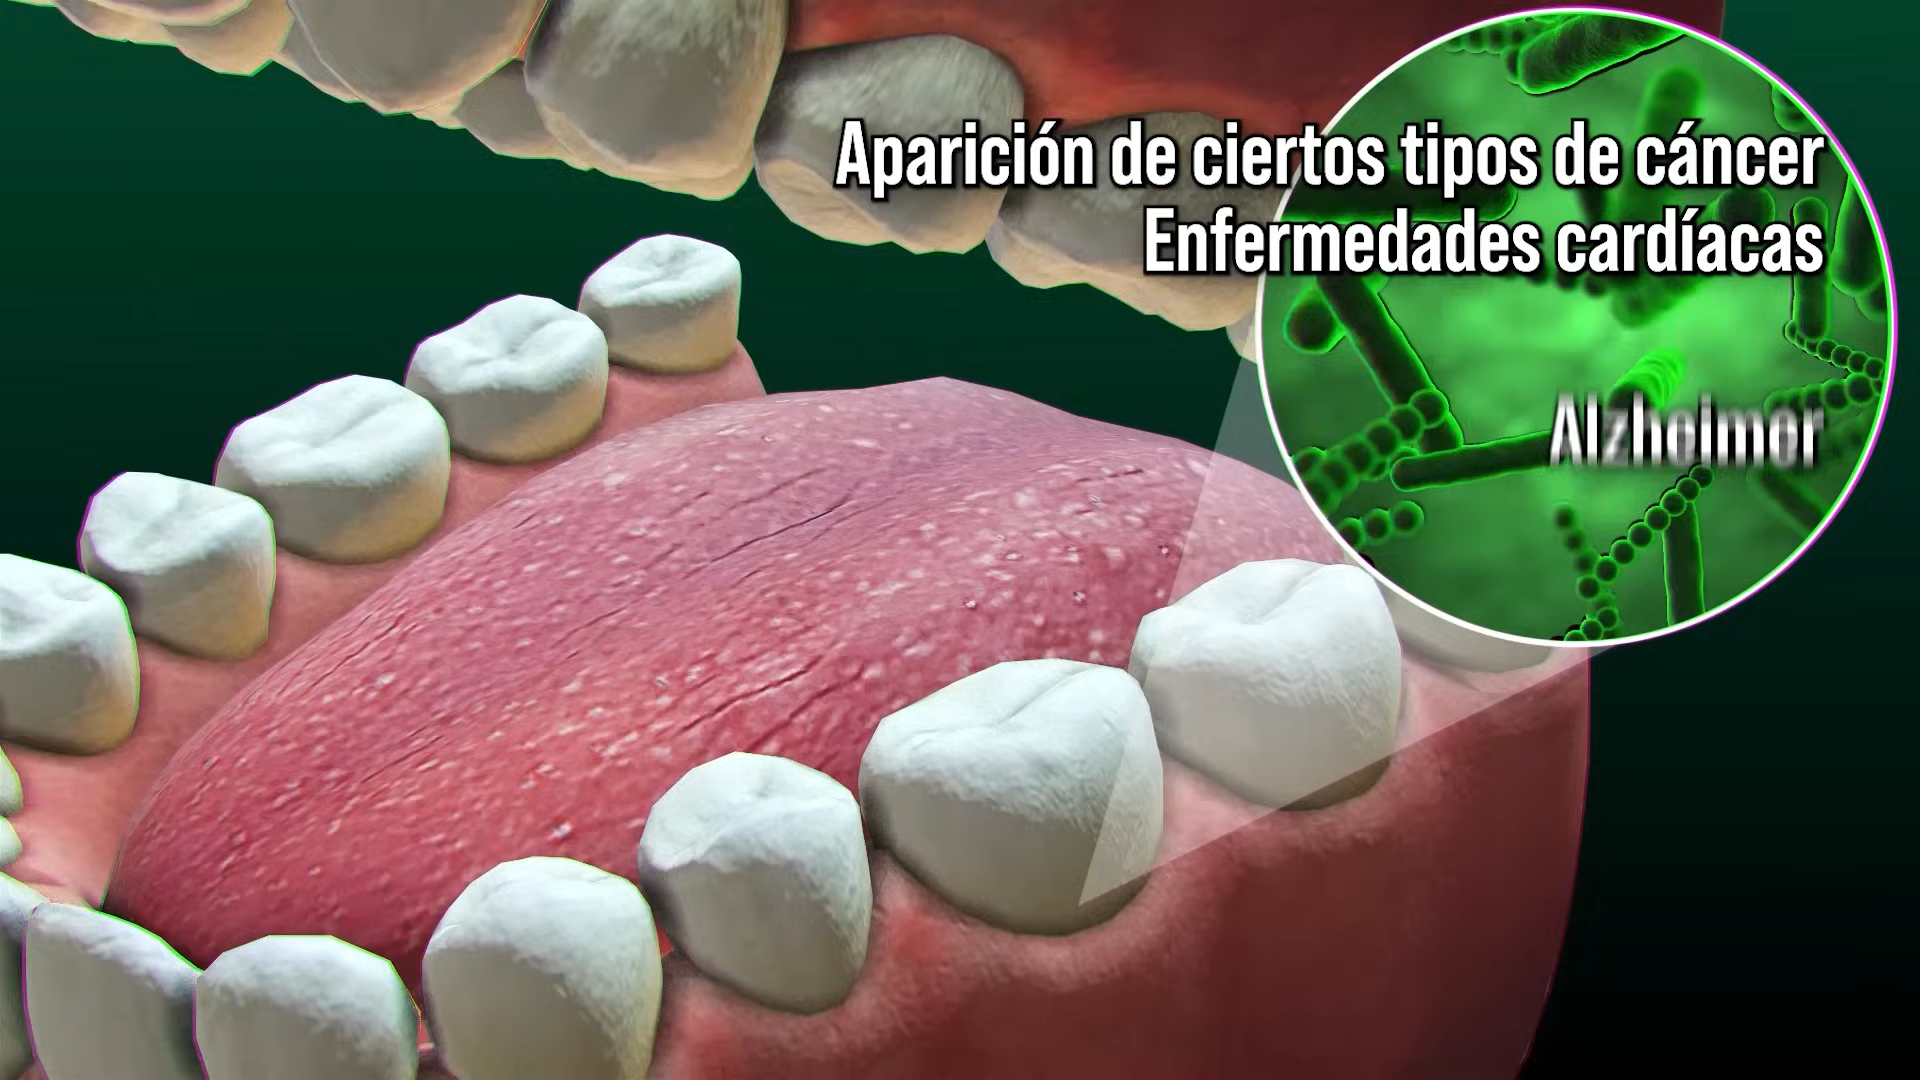 Aparición de ciertos tipos de cáncer
Enfermedades cardíacas
Alzheimer